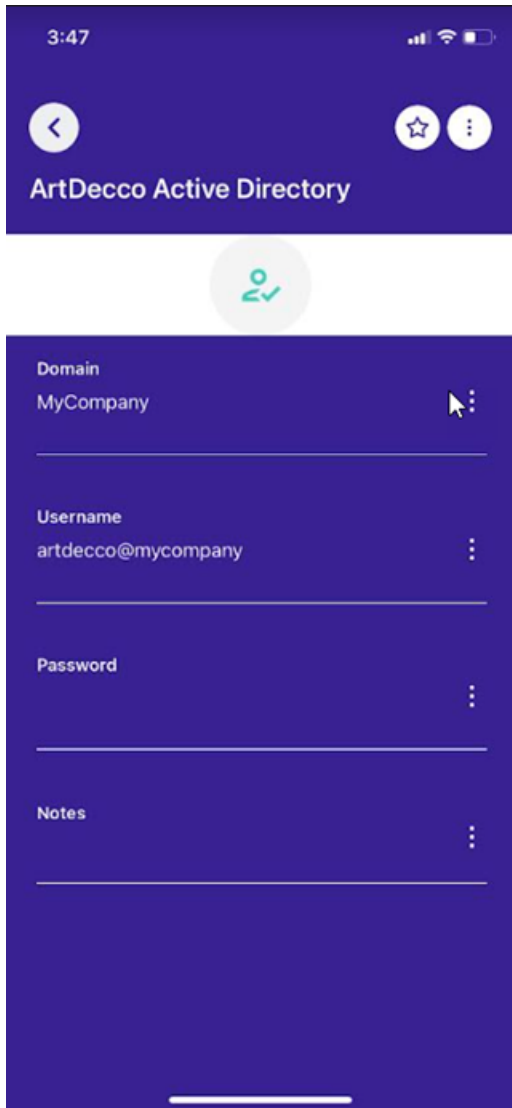 3:47
ArtDecco Active Directory
Domain
MyCompany
Username
artdecco@mycompany
Password
Notes